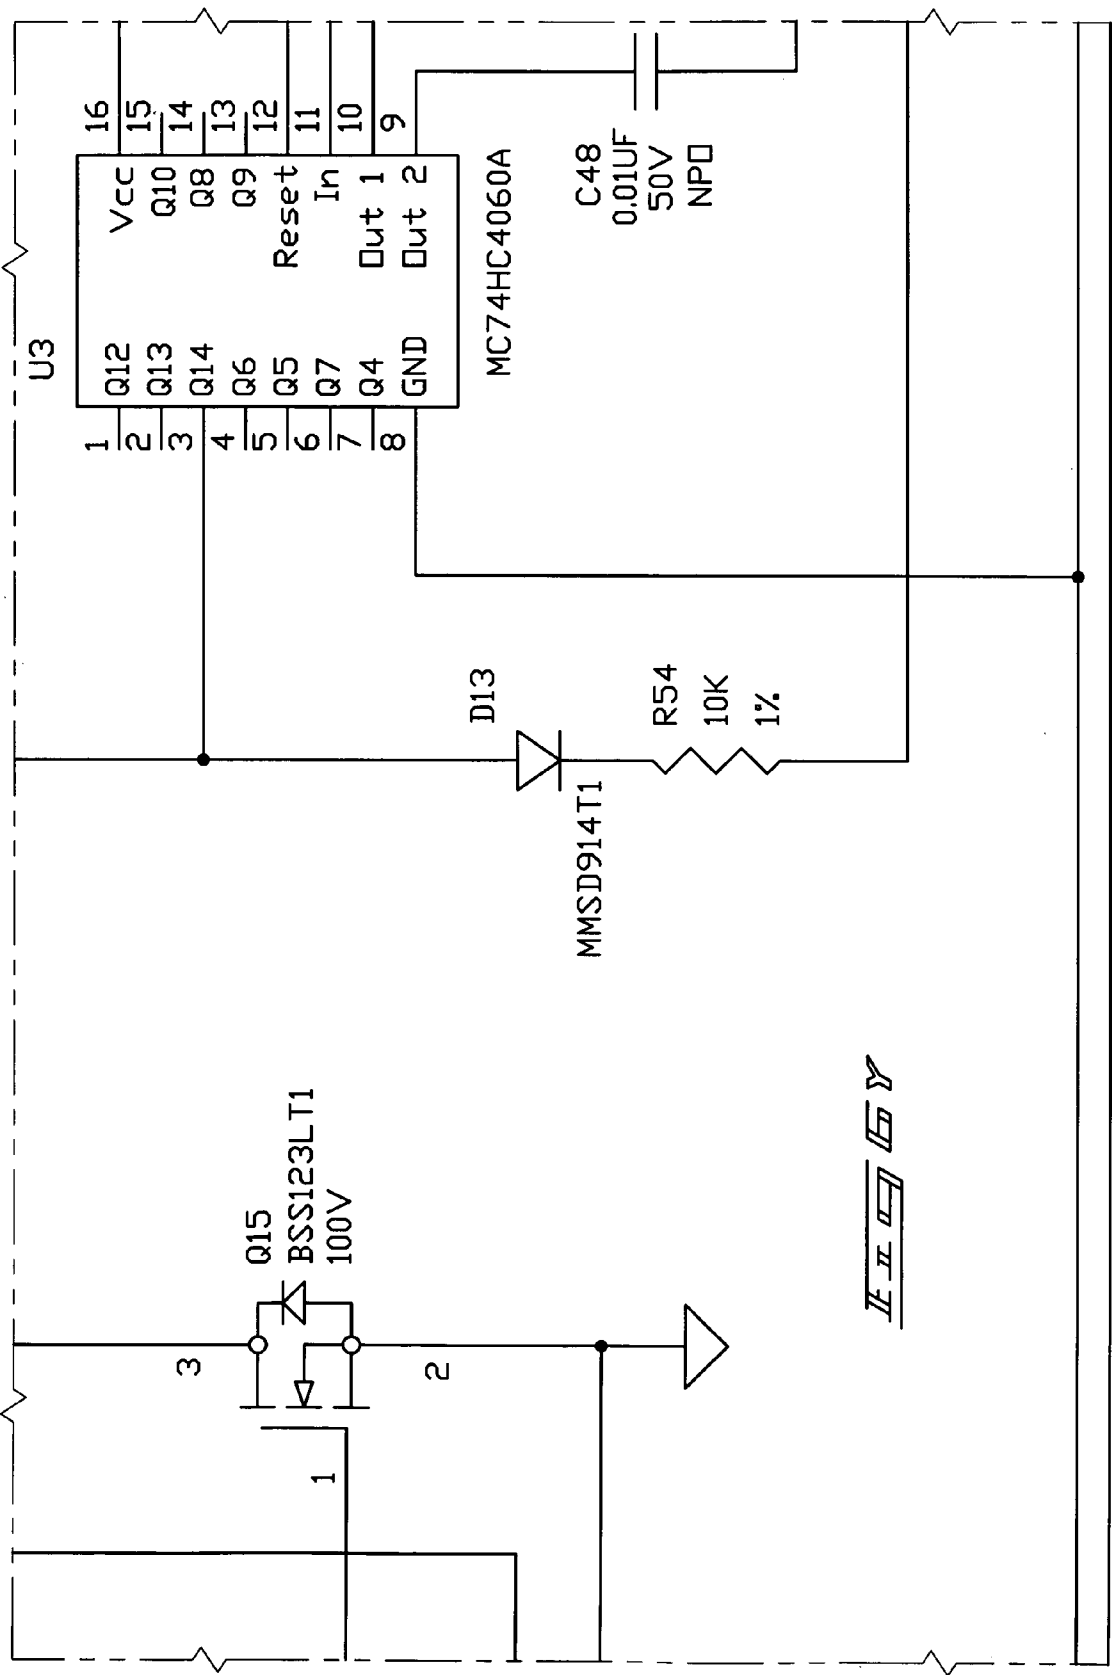 U3
1
2
3
4
5
6
7
8
Q12
Q13
Q14
Q6
Q5
Q7
Q4
GND
Vcc
Q10
Q8
Q9
Reset
In
Out 1
Out 2
16
15
14
13
12
11
10
9
MC74HC4060A
C48
0.01UF
50V
NPO
D13
MMSD914T1
R54
10K
1%
Q15
BSS123LT1
100V
3
2
1
FIG 6Y